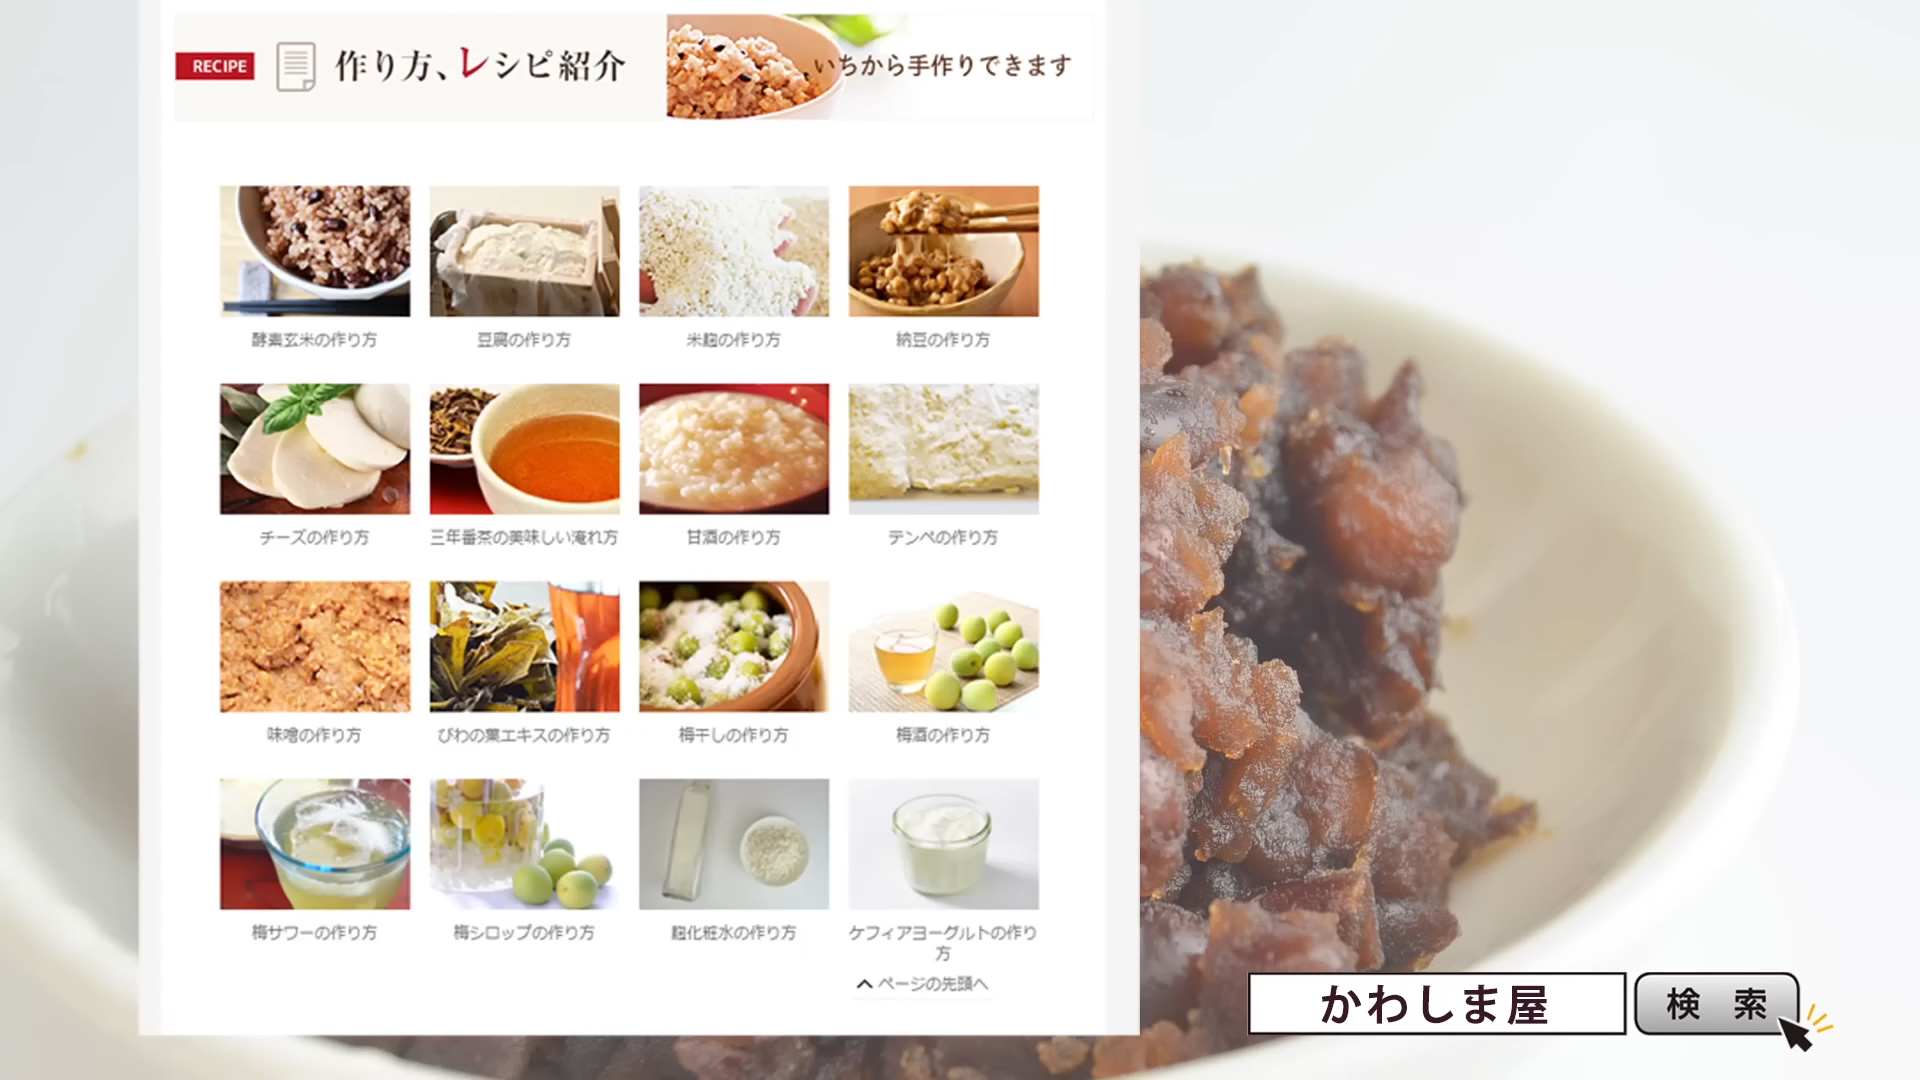 RECIPE
作り方、レシピ紹介
いちから手作りできます
酵素玄米の作り方
豆腐の作り方
米麹の作り方
納豆の作り方
チーズの作り方
三年番茶の美味しい淹れ方
甘酒の作り方
テンペの作り方
味噌の作り方
びわの葉エキスの作り方
梅干しの作り方
梅酒の作り方
梅サワーの作り方
梅シロップの作り方
麹化粧水の作り方
ケフィアヨーグルトの作り
方
ページの先頭へ
かわしま屋
検 索